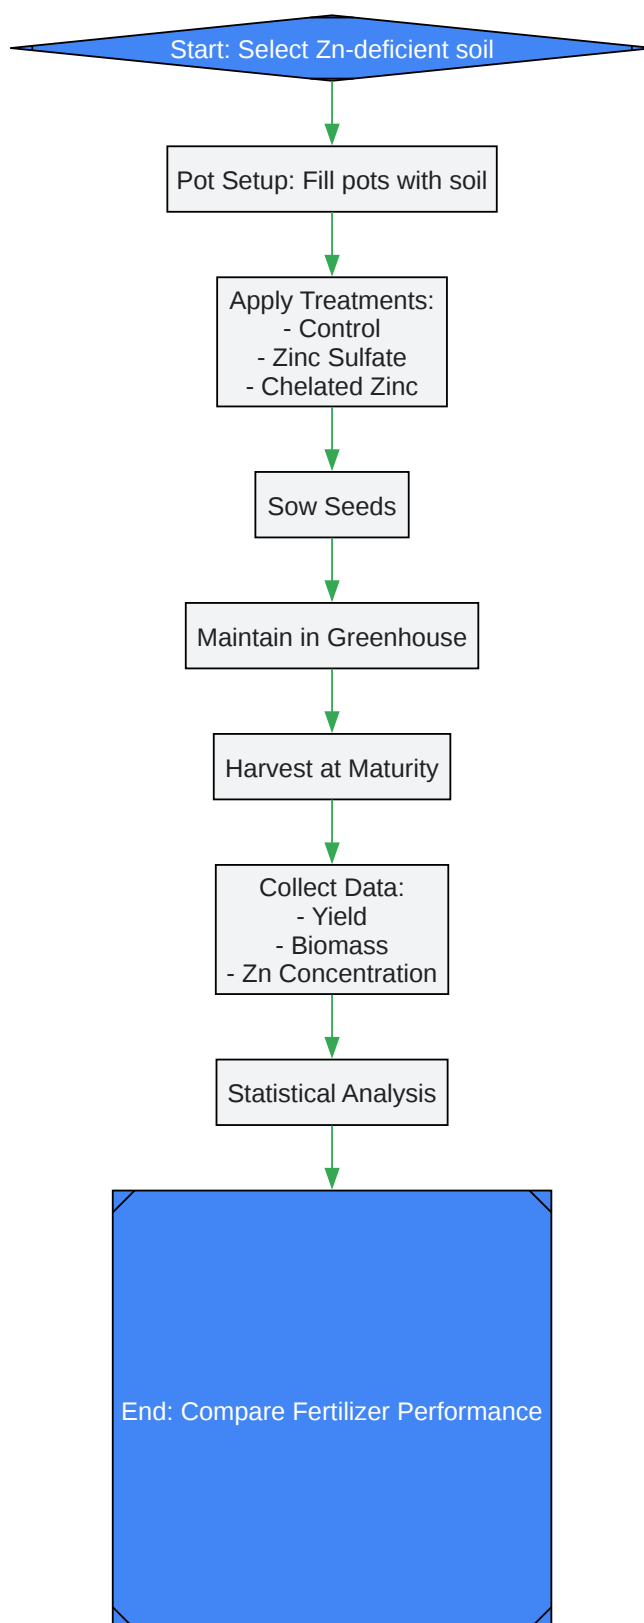 Start: Select Zn-deficient soil
Pot Setup: Fill pots with soil
Apply Treatments:
- Control
- Zinc Sulfate
- Chelated Zinc
Sow Seeds
Maintain in Greenhouse
Harvest at Maturity
Collect Data:
- Yield
- Biomass
- Zn Concentration
Statistical Analysis
End: Compare Fertilizer Performance